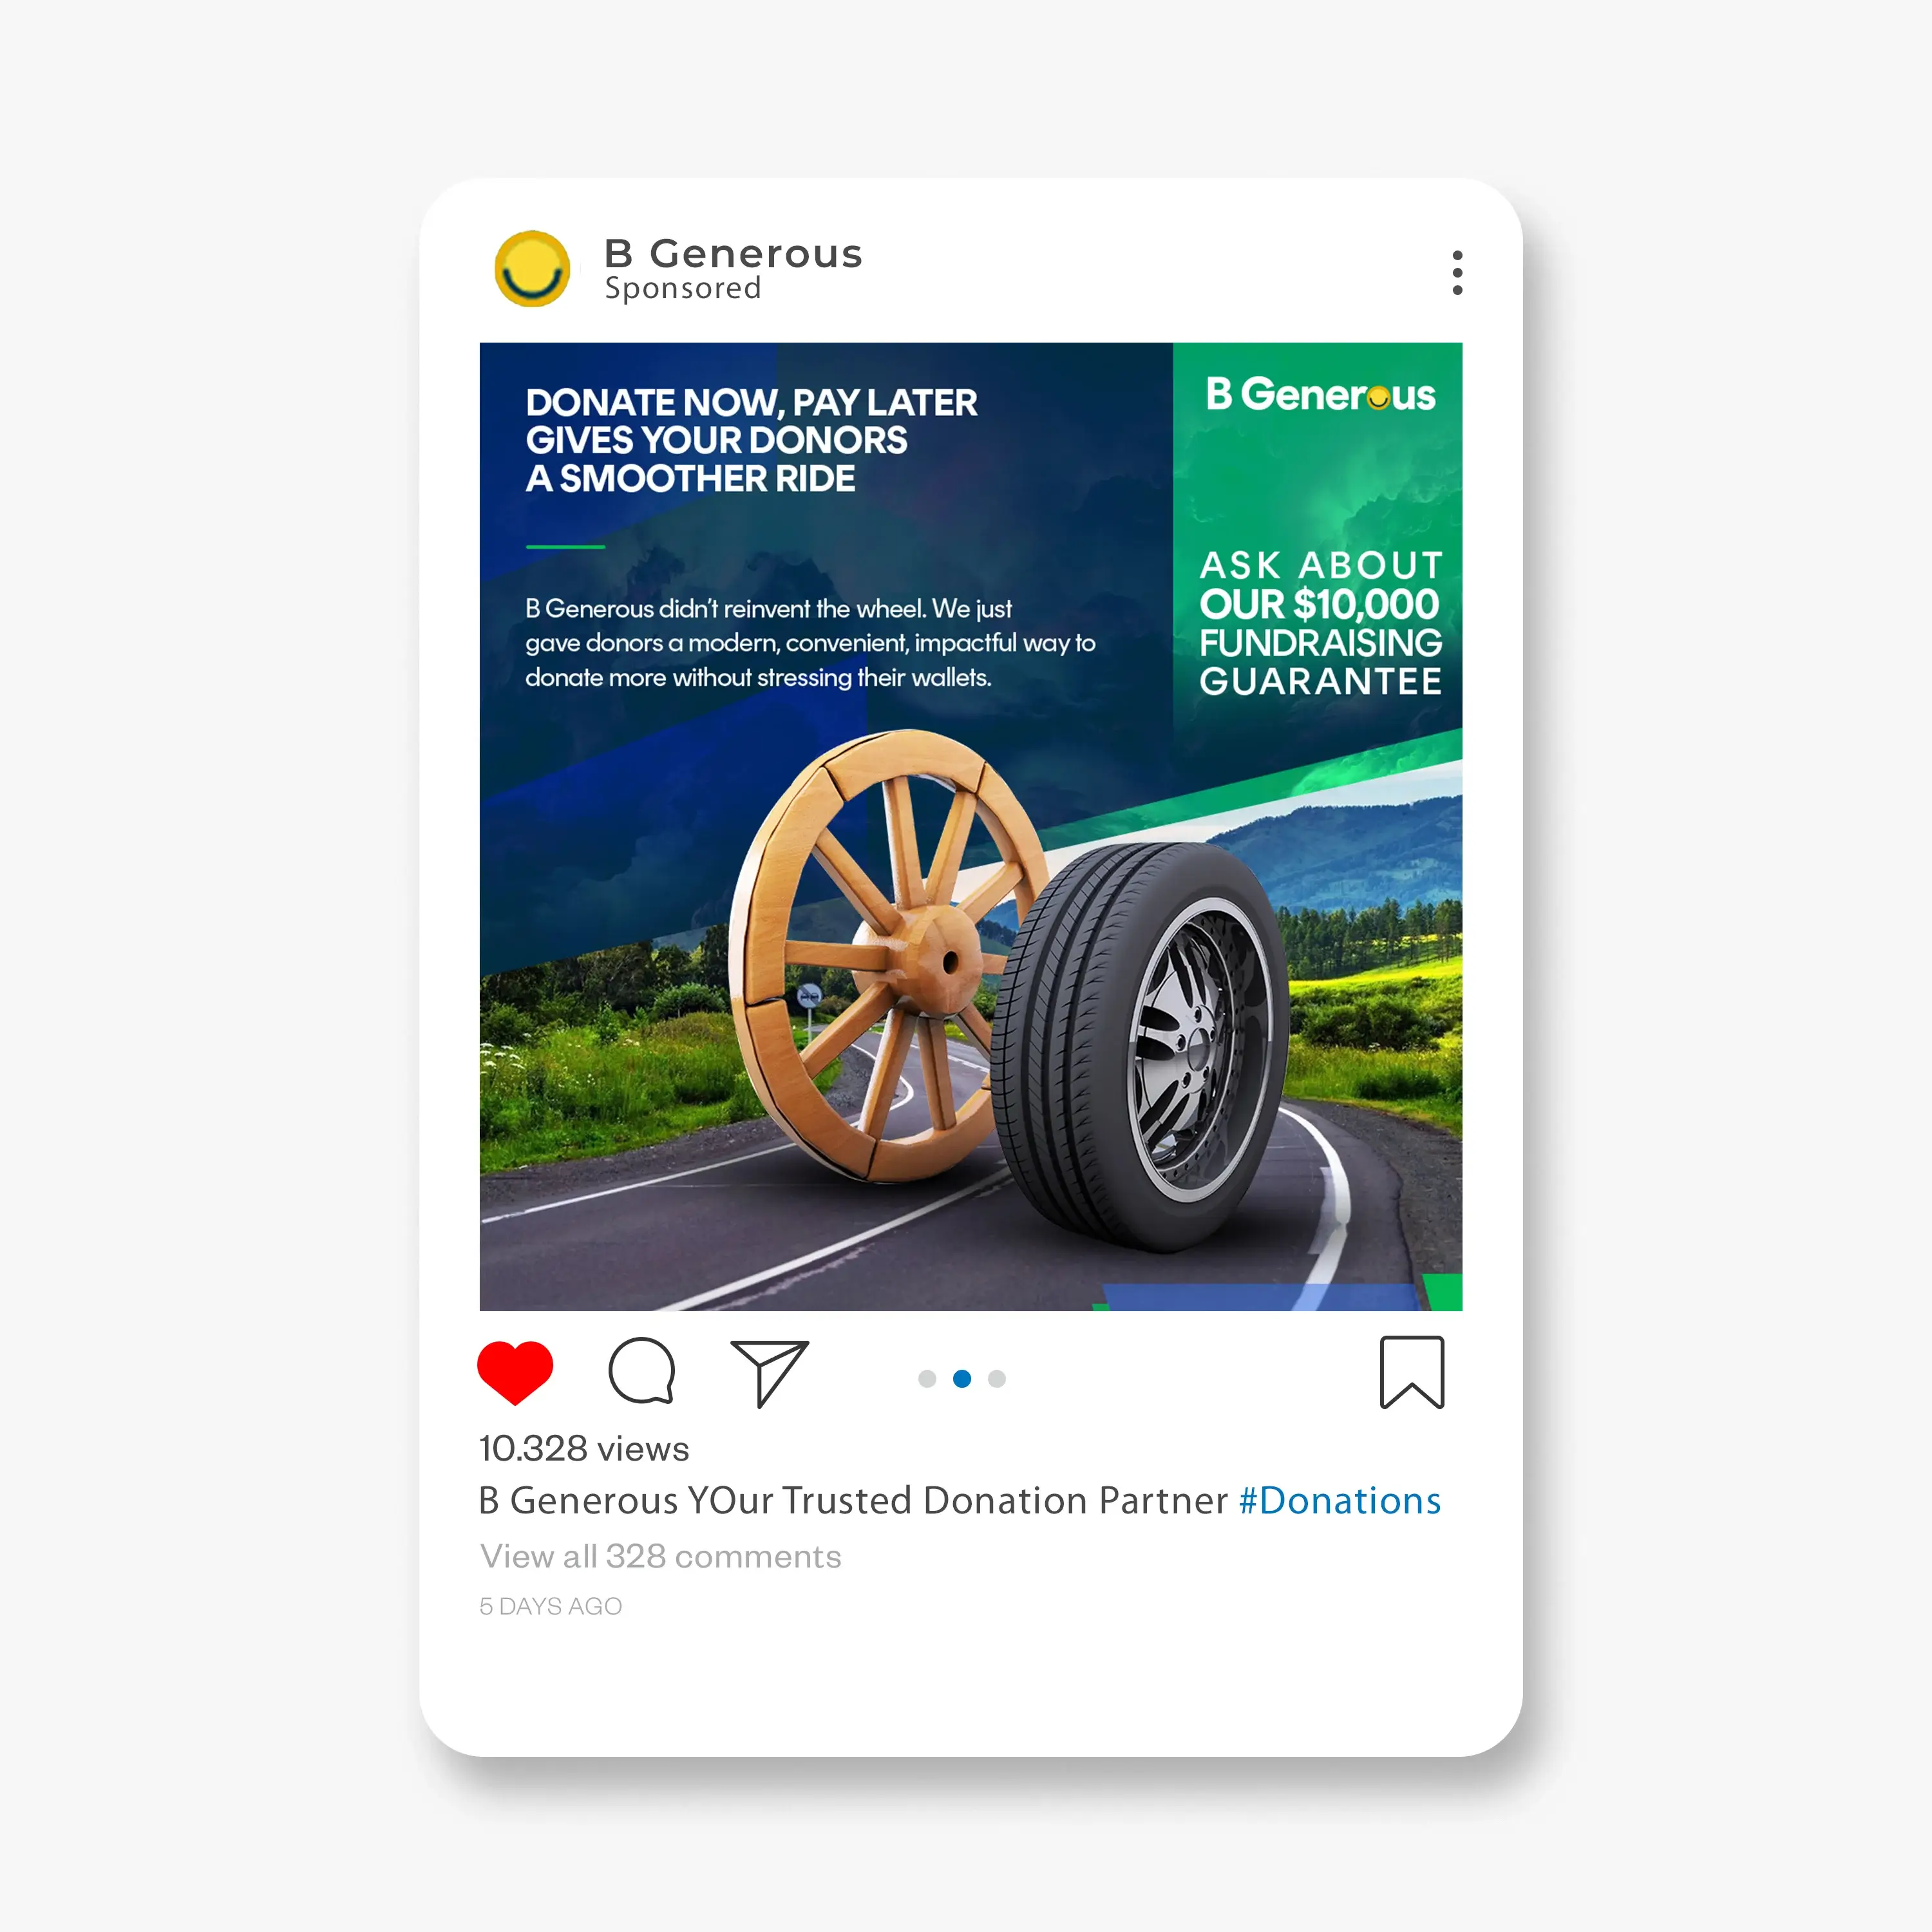 B Generous
Sponsored
DONATE NOW, PAY LATER
GIVES YOUR DONORS
A SMOOTHER RIDE
B Generous didn't reinvent the wheel. We just
gave donors a modern, convenient, impactful way to
donate more without stressing their wallets.
B Generous
ASK ABOUT
OUR $10,000
FUNDRAISING
GUARANTEE
10.328 views
B Generous YOur Trusted Donation Partner #Donations
View all 328 comments
5 DAYS AGO